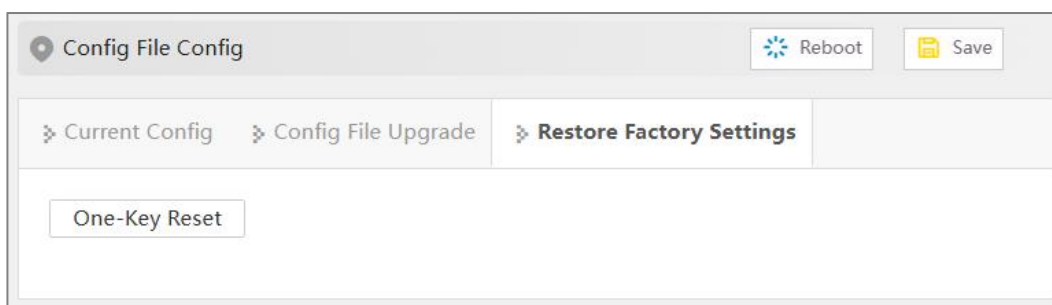 Config File Config Reboot Save
Current Config Config File Upgrade Restore Factory Settings
One-Key Reset